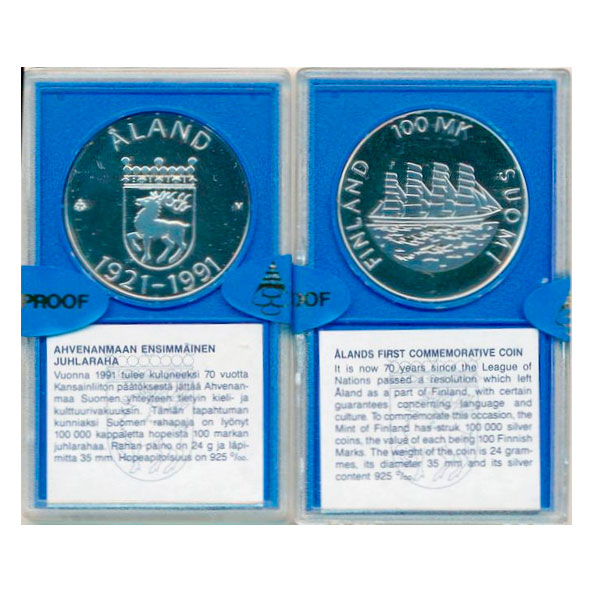 ÅLAND
1921-1991
PROOF
AHVENANMAAN ENSIMMÄINEN
JUHLARAHA
Vuonna 1991 tulee kuluneeksi 70 vuotta
Kansainliiton päätöksestä jättää Ahvenan-
maa Suomen yhteyteen tietyin kieli- ja
kulttuurivakuuksin. Tämän tapahtuman
kunniaksi Suomen rahapaja on lyönyt
100 000 kappaletta hopeista 100 markan
juhlarahaa. Rahan paino on 24 g ja läpi-
mitta 35 mm. Hopeapitoisuus on 925 ⁰/₀₀.
100 MK
FINLAND
SUOMI
OOF
ÅLANDS FIRST COMMEMORATIVE COIN
It is now 70 years since the League of
Nations passed a resolution which left
Åland as a part of Finland, with certain
guarantees concerning language and
culture. To commemorate this occasion, the
Mint of Finland has struk 100 000 silver
coins, the value of each being 100 Finnish
Marks. The weight of the coin is 24 gram-
mes, its diameter 35 mm and its silver
content 925 ⁰/₀₀.